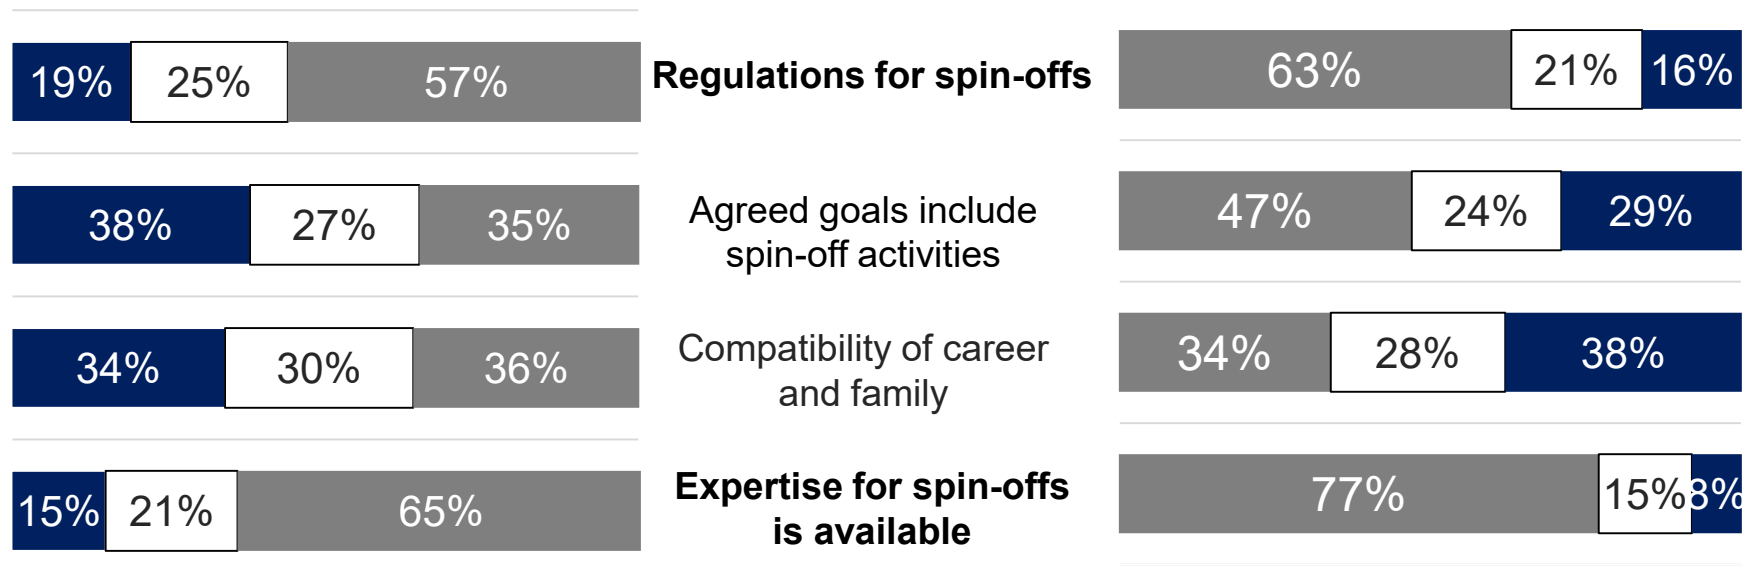 19% 25% 57% Regulations for spin-offs 63% 21% 16%
38% 27% 35% Agreed goals include 47% 24% 29%
spin-off activities
34% 30% 36% Compatibility of career 34% 28% 38%
and family
15% 21% 65% Expertise for spin-offs 77% 15% 8%
is available